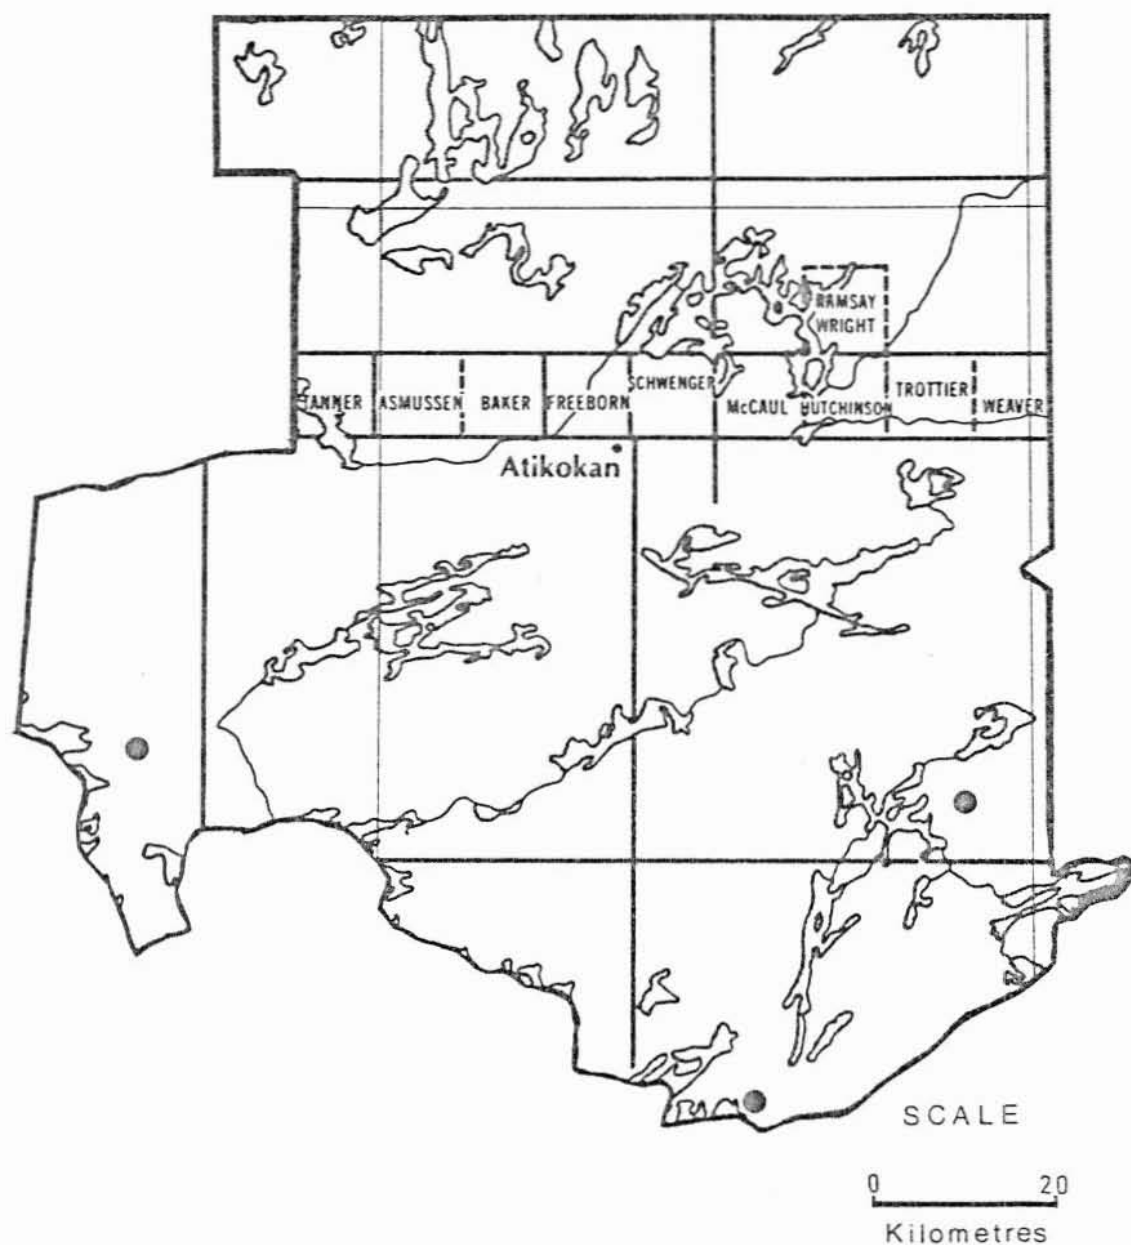 RAMSAY
WRIGHT
TANNER
ASMUSSEN
BAKER
FREEBORN
SCHWENGER
McCAUL
HUTCHINSON
TROTTIER
WEAVER
Atikokan
SCALE
0 20
Kilometres